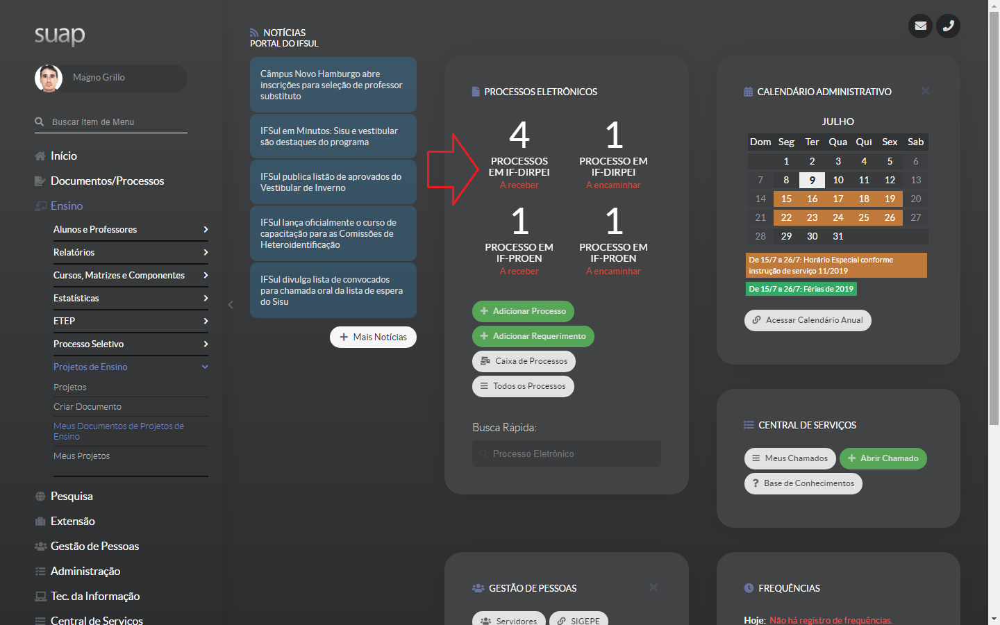 suap
Magno Grillo
Buscar Item de Menu
Início
Documentos/Processos
Ensino
Alunos e Professores
Relatórios
Cursos, Matrizes e Componentes
Estatísticas
ETEP
Processo Seletivo
Projetos de Ensino
Projetos
Criar Documento
Meus Documentos de Projetos de
Ensino
Meus Projetos
Pesquisa
Extensão
Gestão de Pessoas
Administração
Tec. da Informação
Central de Serviços
NOTÍCIAS
PORTAL DO IFSUL
Câmpus Novo Hamburgo abre
inscrições para seleção de professor
substituto
IFSul em Minutos: Sisu e vestibular
são destaques do programa
IFSul publica listão de aprovados do
Vestibular de Inverno
IFSul lança oficialmente o curso de
capacitação para as Comissões de
Heteroidentificação
IFSul divulga lista de convocados
para chamada oral da lista de espera
do Sisu
Mais Notícias
PROCESSOS ELETRÔNICOS
4
PROCESSOS
EM IF-DIRPEI
A receber
1
PROCESSO EM
IF-DIRPEI
A encaminhar
1
PROCESSO EM
IF-PROEN
A receber
1
PROCESSO EM
IF-PROEN
A encaminhar
Adicionar Processo
Adicionar Requerimento
Caixa de Processos
Todos os Processos
Busca Rápida:
Processo Eletrônico
GESTÃO DE PESSOAS
Servidores SIGEPE
CALENDÁRIO ADMINISTRATIVO
JULHO
Dom Seg Ter Qua Qui Sex Sab
1 2 3 4 5 6
7 8 9 10 11 12 13
14 15 16 17 18 19 20
21 22 23 24 25 26 27
28 29 30 31
De 15/7 a 26/7: Horário Especial conforme
instrução de serviço 11/2019
De 15/7 a 26/7: Férias de 2019
Acessar Calendário Anual
CENTRAL DE SERVIÇOS
Meus Chamados Abrir Chamado
Base de Conhecimentos
FREQUÊNCIAS
Hoje: Não há registro de frequências.